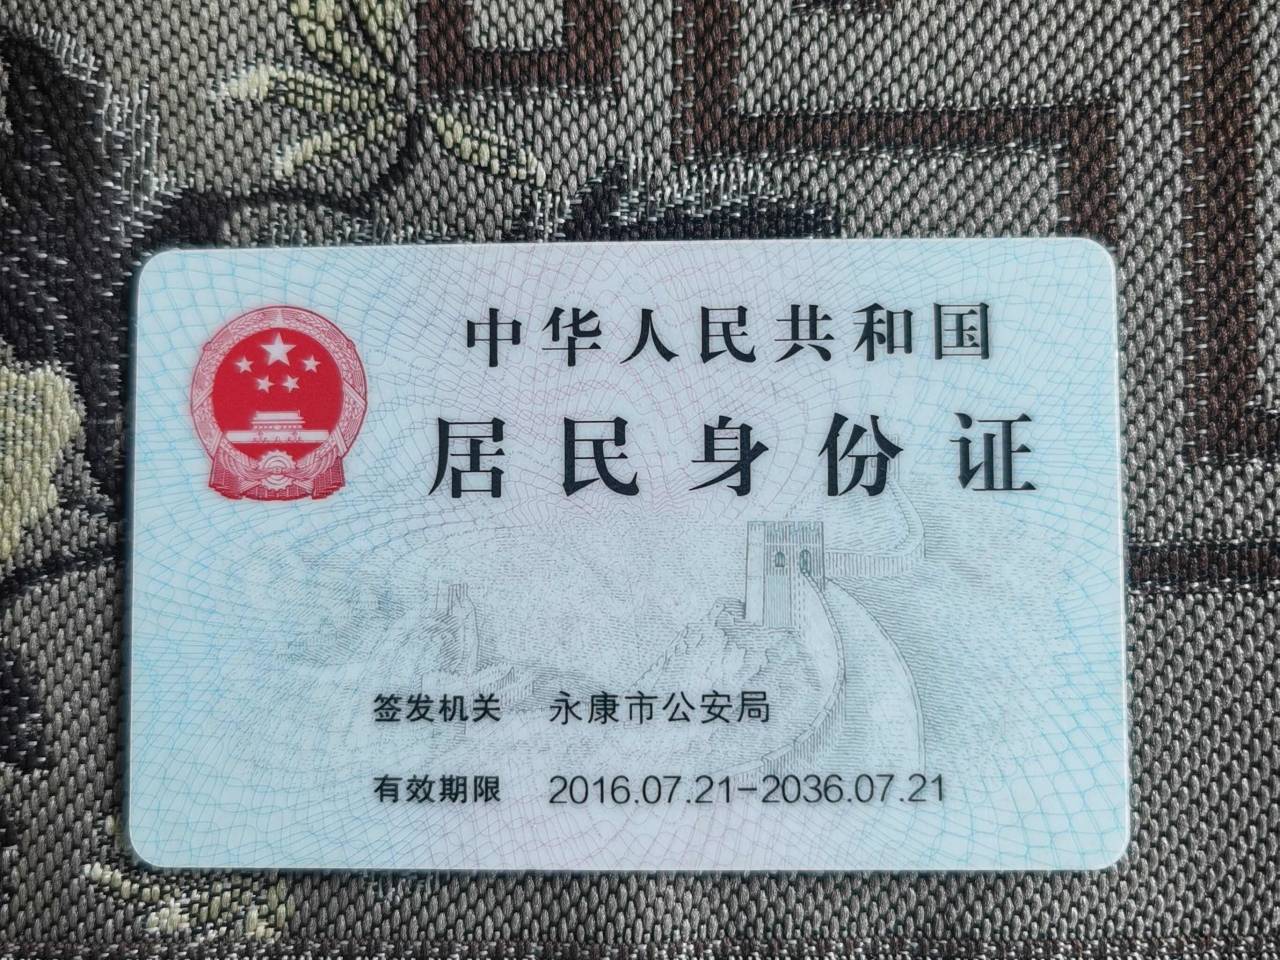 中华人民共和国
居民身份证
签发机关 永康市公安局
有效期限 2016.07.21-2036.07.21